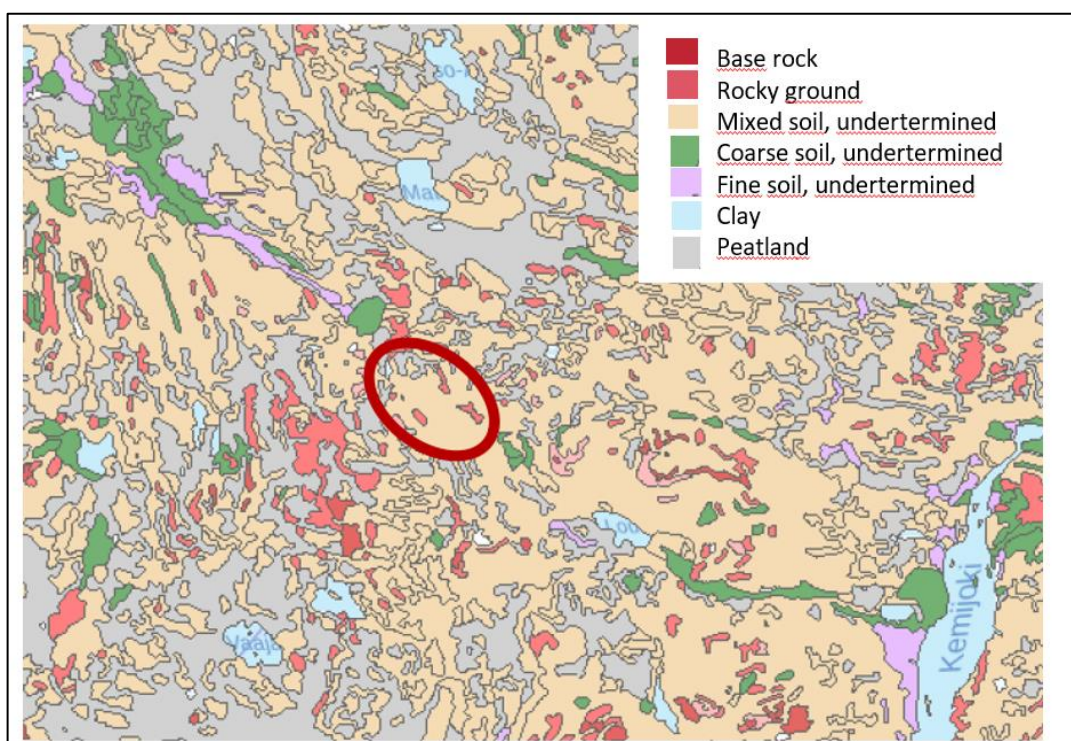 Base rock
Rocky ground
Mixed soil, undertermined
Coarse soil, undertermined
Fine soil, undertermined
Clay
Peatland
Kemijoki